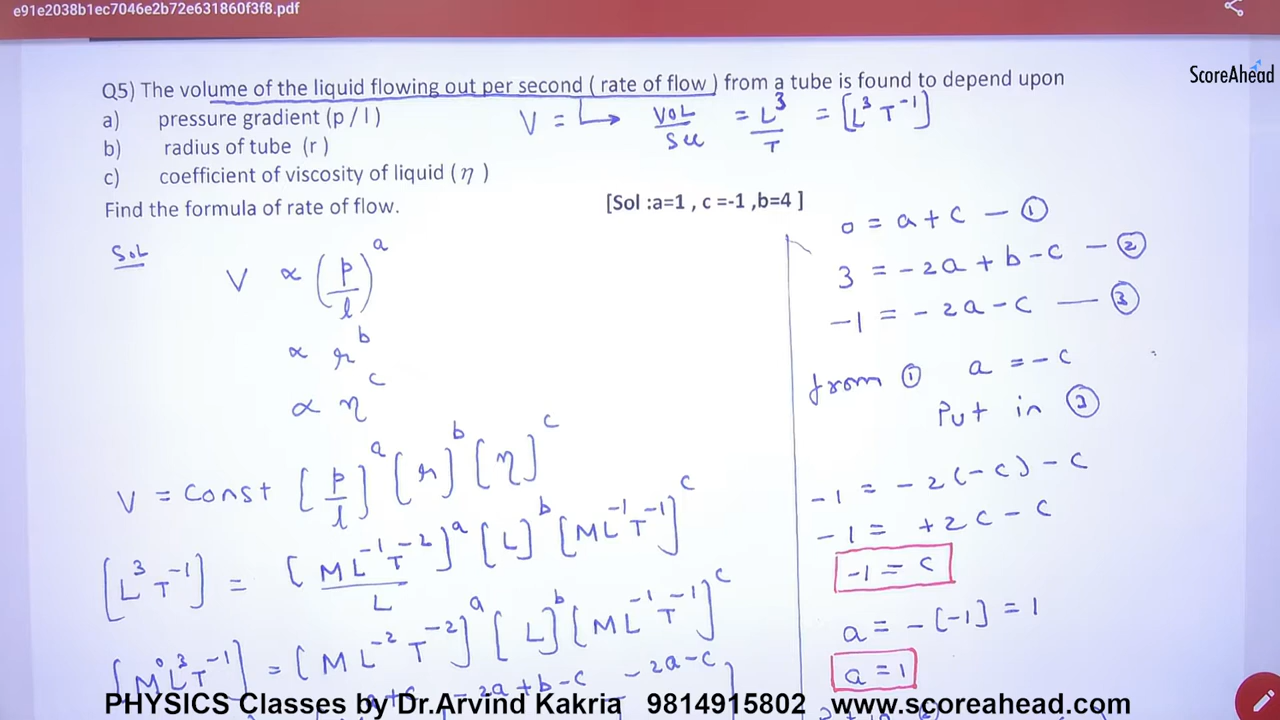 e91e2038b1ec7046e2b72e631860f3f8.pdf
ScoreAhead
Q5) The volume of the liquid flowing out per second ( rate of flow ) from a tube is found to depend upon
a) pressure gradient (p / l )
b) radius of tube (r )
c) coefficient of viscosity of liquid ( η )
Find the formula of rate of flow.
[Sol :a=1 , c =-1 ,b=4 ]
V = ↳ Vol/Sec = L³/T = [L³ T⁻¹]
Sol
V ∝ (p/l)ᵃ
∝ rᵇ
∝ ηᶜ
V = Const [p/l]ᵃ [r]ᵇ [η]ᶜ
[L³ T⁻¹] = [ML⁻¹T⁻²/L]ᵃ [L]ᵇ [ML⁻¹T⁻¹]ᶜ
[M⁰L³T⁻¹] = [ML⁻²T⁻²]ᵃ [L]ᵇ [ML⁻¹T⁻¹]ᶜ
a+c -2a+b-c -2a-c
0 = a + c — ①
3 = -2a + b - c — ②
-1 = -2a - c — ③
from ① a = -c
Put in ③
-1 = -2(-c) - c
-1 = +2c - c
-1 = c
a = -[-1] = 1
a = 1
PHYSICS Classes by Dr.Arvind Kakria 9814915802 www.scoreahead.com